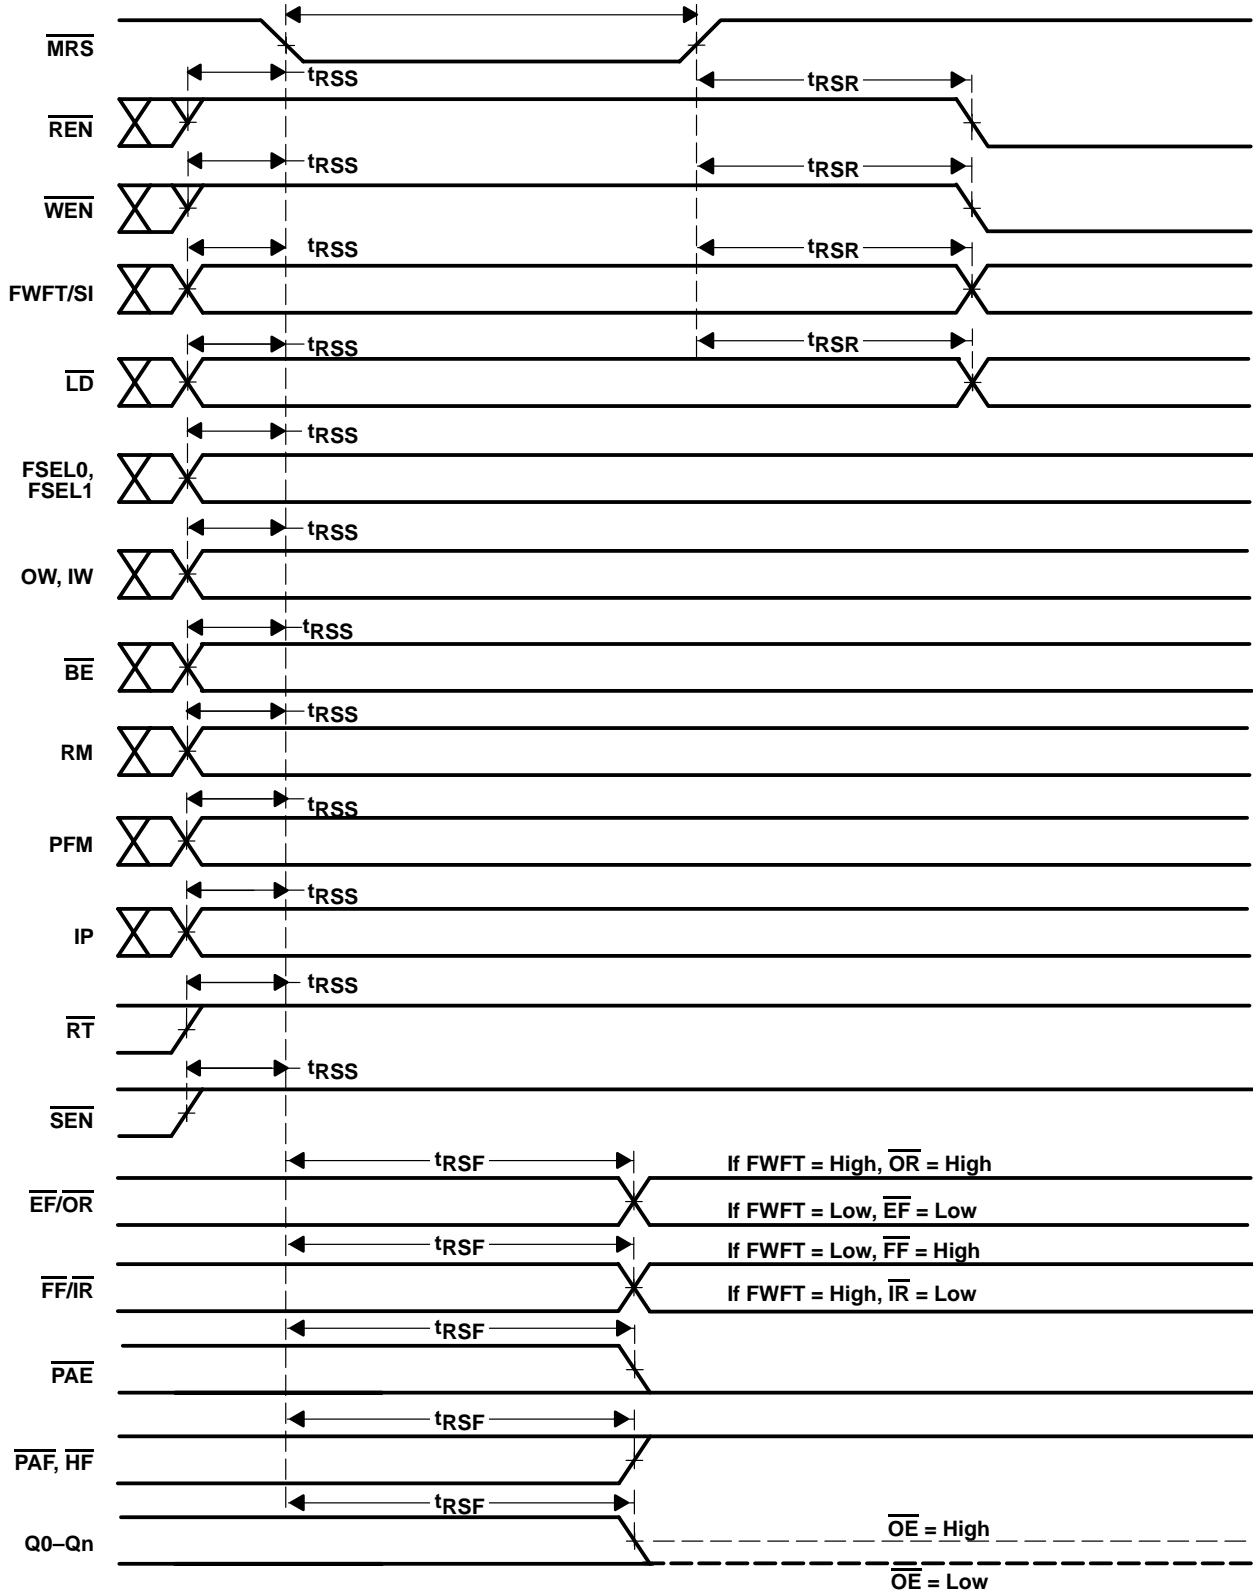 MRS
tRSS
tRSR
REN
tRSS
tRSR
WEN
tRSS
tRSR
FWFT/SI
tRSS
tRSR
LD
tRSS
FSEL0,
FSEL1
tRSS
OW, IW
tRSS
BE
tRSS
RM
tRSS
PFM
tRSS
IP
tRSS
RT
tRSS
SEN
tRSF
If FWFT = High, OR = High
EF/OR
If FWFT = Low, EF = Low
tRSF
If FWFT = Low, FF = High
FF/IR
If FWFT = High, IR = Low
tRSF
PAE
tRSF
PAF, HF
tRSF
OE = High
Q0–Qn
OE = Low